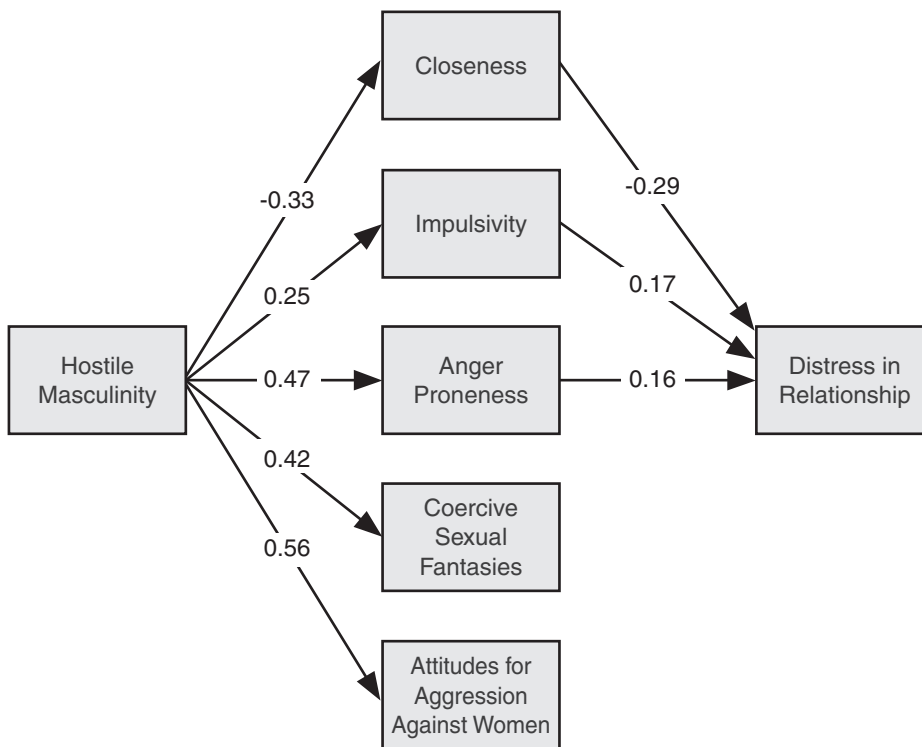 Closeness
-0.33
-0.29
Impulsivity
0.25
0.17
Hostile
Masculinity
0.47
Anger
Proneness
0.16
Distress in
Relationship
0.42
Coercive
Sexual
Fantasies
0.56
Attitudes for
Aggression
Against Women